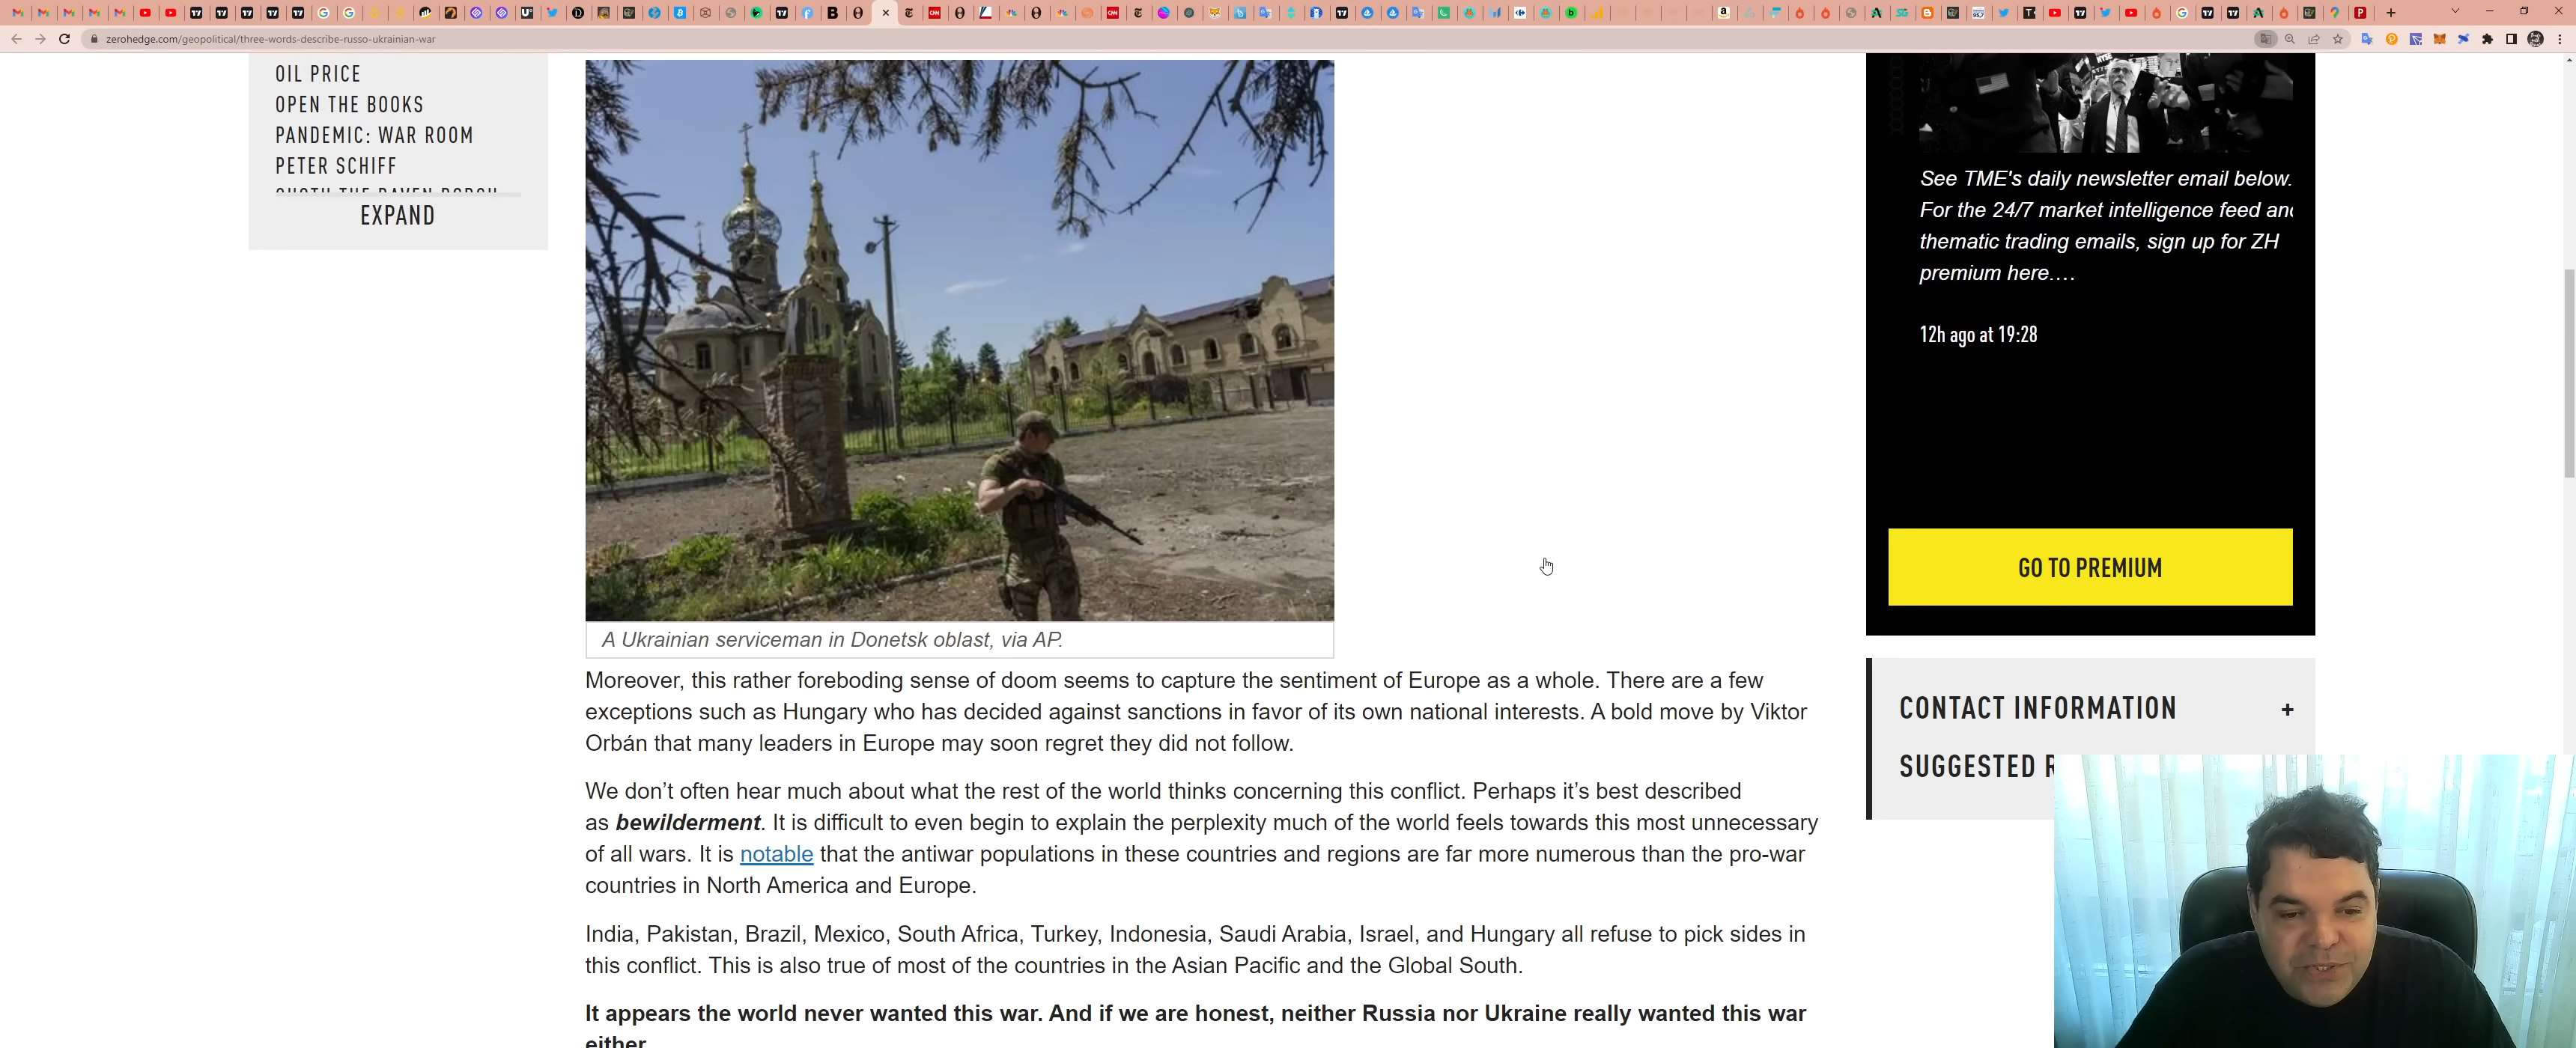 zerohedge.com/geopolitical/three-words-describe-russo-ukrainian-war
OIL PRICE
OPEN THE BOOKS
PANDEMIC: WAR ROOM
PETER SCHIFF
EXPAND
A Ukrainian serviceman in Donetsk oblast, via AP.
Moreover, this rather foreboding sense of doom seems to capture the sentiment of Europe as a whole. There are a few
exceptions such as Hungary who has decided against sanctions in favor of its own national interests. A bold move by Viktor
Orbán that many leaders in Europe may soon regret they did not follow.
We don’t often hear much about what the rest of the world thinks concerning this conflict. Perhaps it’s best described
as bewilderment. It is difficult to even begin to explain the perplexity much of the world feels towards this most unnecessary
of all wars. It is notable that the antiwar populations in these countries and regions are far more numerous than the pro-war
countries in North America and Europe.
India, Pakistan, Brazil, Mexico, South Africa, Turkey, Indonesia, Saudi Arabia, Israel, and Hungary all refuse to pick sides in
this conflict. This is also true of most of the countries in the Asian Pacific and the Global South.
It appears the world never wanted this war. And if we are honest, neither Russia nor Ukraine really wanted this war
either
See TME's daily newsletter email below.
For the 24/7 market intelligence feed and
thematic trading emails, sign up for ZH
premium here....
12h ago at 19:28
GO TO PREMIUM
CONTACT INFORMATION +
SUGGESTED